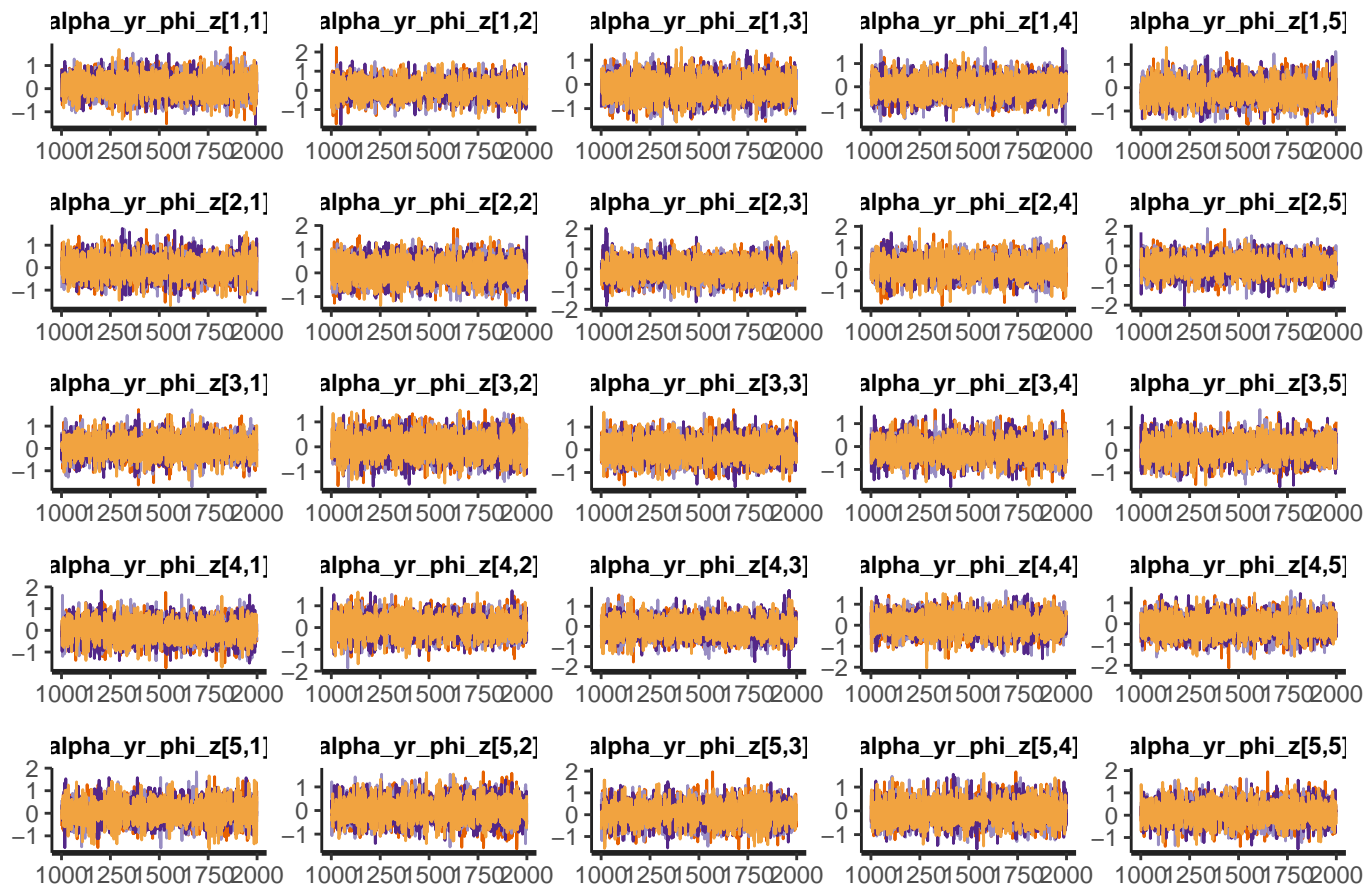 alpha_yr_phi_z[1,1] alpha_yr_phi_z[1,2] alpha_yr_phi_z[1,3] alpha_yr_phi_z[1,4] alpha_yr_phi_z[1,5]
1 2 1 1 1
0 1 0 0 0
−1 0 −1 −1 −1
−1
1000 1250 1500 1750 2000 1000 1250 1500 1750 2000 1000 1250 1500 1750 2000 1000 1250 1500 1750 2000 1000 1250 1500 1750 2000
alpha_yr_phi_z[2,1] alpha_yr_phi_z[2,2] alpha_yr_phi_z[2,3] alpha_yr_phi_z[2,4] alpha_yr_phi_z[2,5]
1 2 2 2 2
0 1 1 1 1
−1 0 0 0 0
−1 −1 −1 −1
−2 −2
1000 1250 1500 1750 2000 1000 1250 1500 1750 2000 1000 1250 1500 1750 2000 1000 1250 1500 1750 2000 1000 1250 1500 1750 2000
alpha_yr_phi_z[3,1] alpha_yr_phi_z[3,2] alpha_yr_phi_z[3,3] alpha_yr_phi_z[3,4] alpha_yr_phi_z[3,5]
1 1 1 1 1
0 0 0 0 0
−1 −1 −1 −1 −1
1000 1250 1500 1750 2000 1000 1250 1500 1750 2000 1000 1250 1500 1750 2000 1000 1250 1500 1750 2000 1000 1250 1500 1750 2000
alpha_yr_phi_z[4,1] alpha_yr_phi_z[4,2] alpha_yr_phi_z[4,3] alpha_yr_phi_z[4,4] alpha_yr_phi_z[4,5]
2 1 1 1 1
1 0 0 0 0
0 −1 −1 −1 −1
−1 −2 −2 −2 −2
1000 1250 1500 1750 2000 1000 1250 1500 1750 2000 1000 1250 1500 1750 2000 1000 1250 1500 1750 2000 1000 1250 1500 1750 2000
alpha_yr_phi_z[5,1] alpha_yr_phi_z[5,2] alpha_yr_phi_z[5,3] alpha_yr_phi_z[5,4] alpha_yr_phi_z[5,5]
2 1 2 1 2
1 0 1 0 1
0 −1 0 −1 0
−1 −1 −1
1000 1250 1500 1750 2000 1000 1250 1500 1750 2000 1000 1250 1500 1750 2000 1000 1250 1500 1750 2000 1000 1250 1500 1750 2000